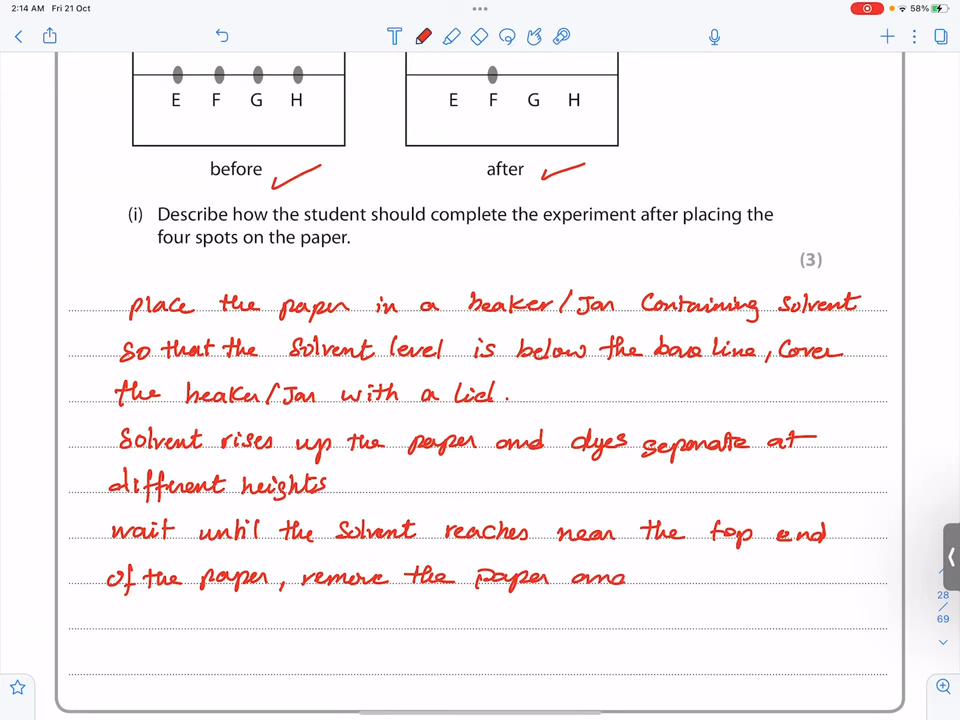 2:14 AM Fri 21 Oct
58%
E F G H
E F G H
before
after
(i) Describe how the student should complete the experiment after placing the
four spots on the paper.
(3)
place the paper in a beaker/Jar containing solvent
so that the solvent level is below the base line, cover
the beaker/Jar with a lid.
Solvent rises up the paper and dyes separate at
different heights
wait until the solvent reaches near the top end
of the paper, remove the paper and
28
/
69